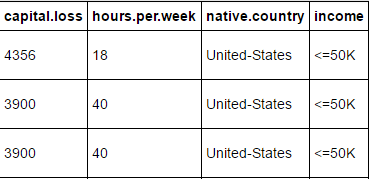 capital.loss hours.per.week native.country income
4356 18 United-States <=50K
3900 40 United-States <=50K
3900 40 United-States <=50K